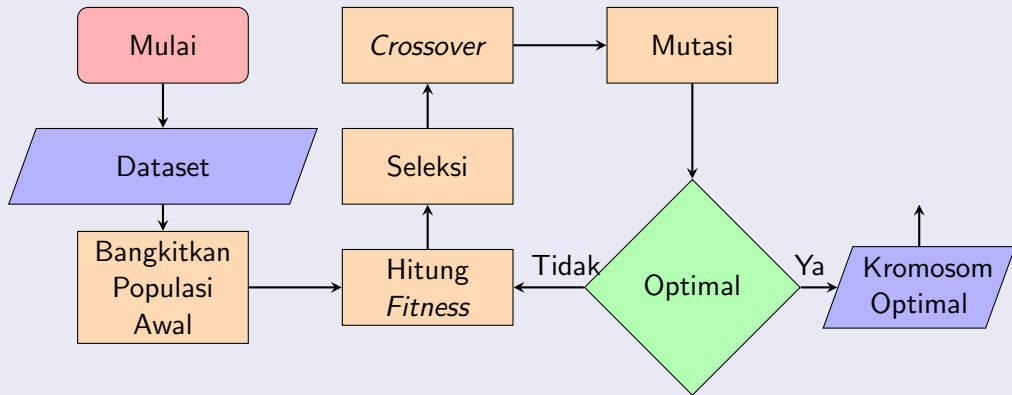 Mulai
Dataset
Bangkitkan
Populasi
Awal
Hitung
Fitness
Seleksi
Crossover
Mutasi
Optimal
Tidak
Ya
Kromosom
Optimal